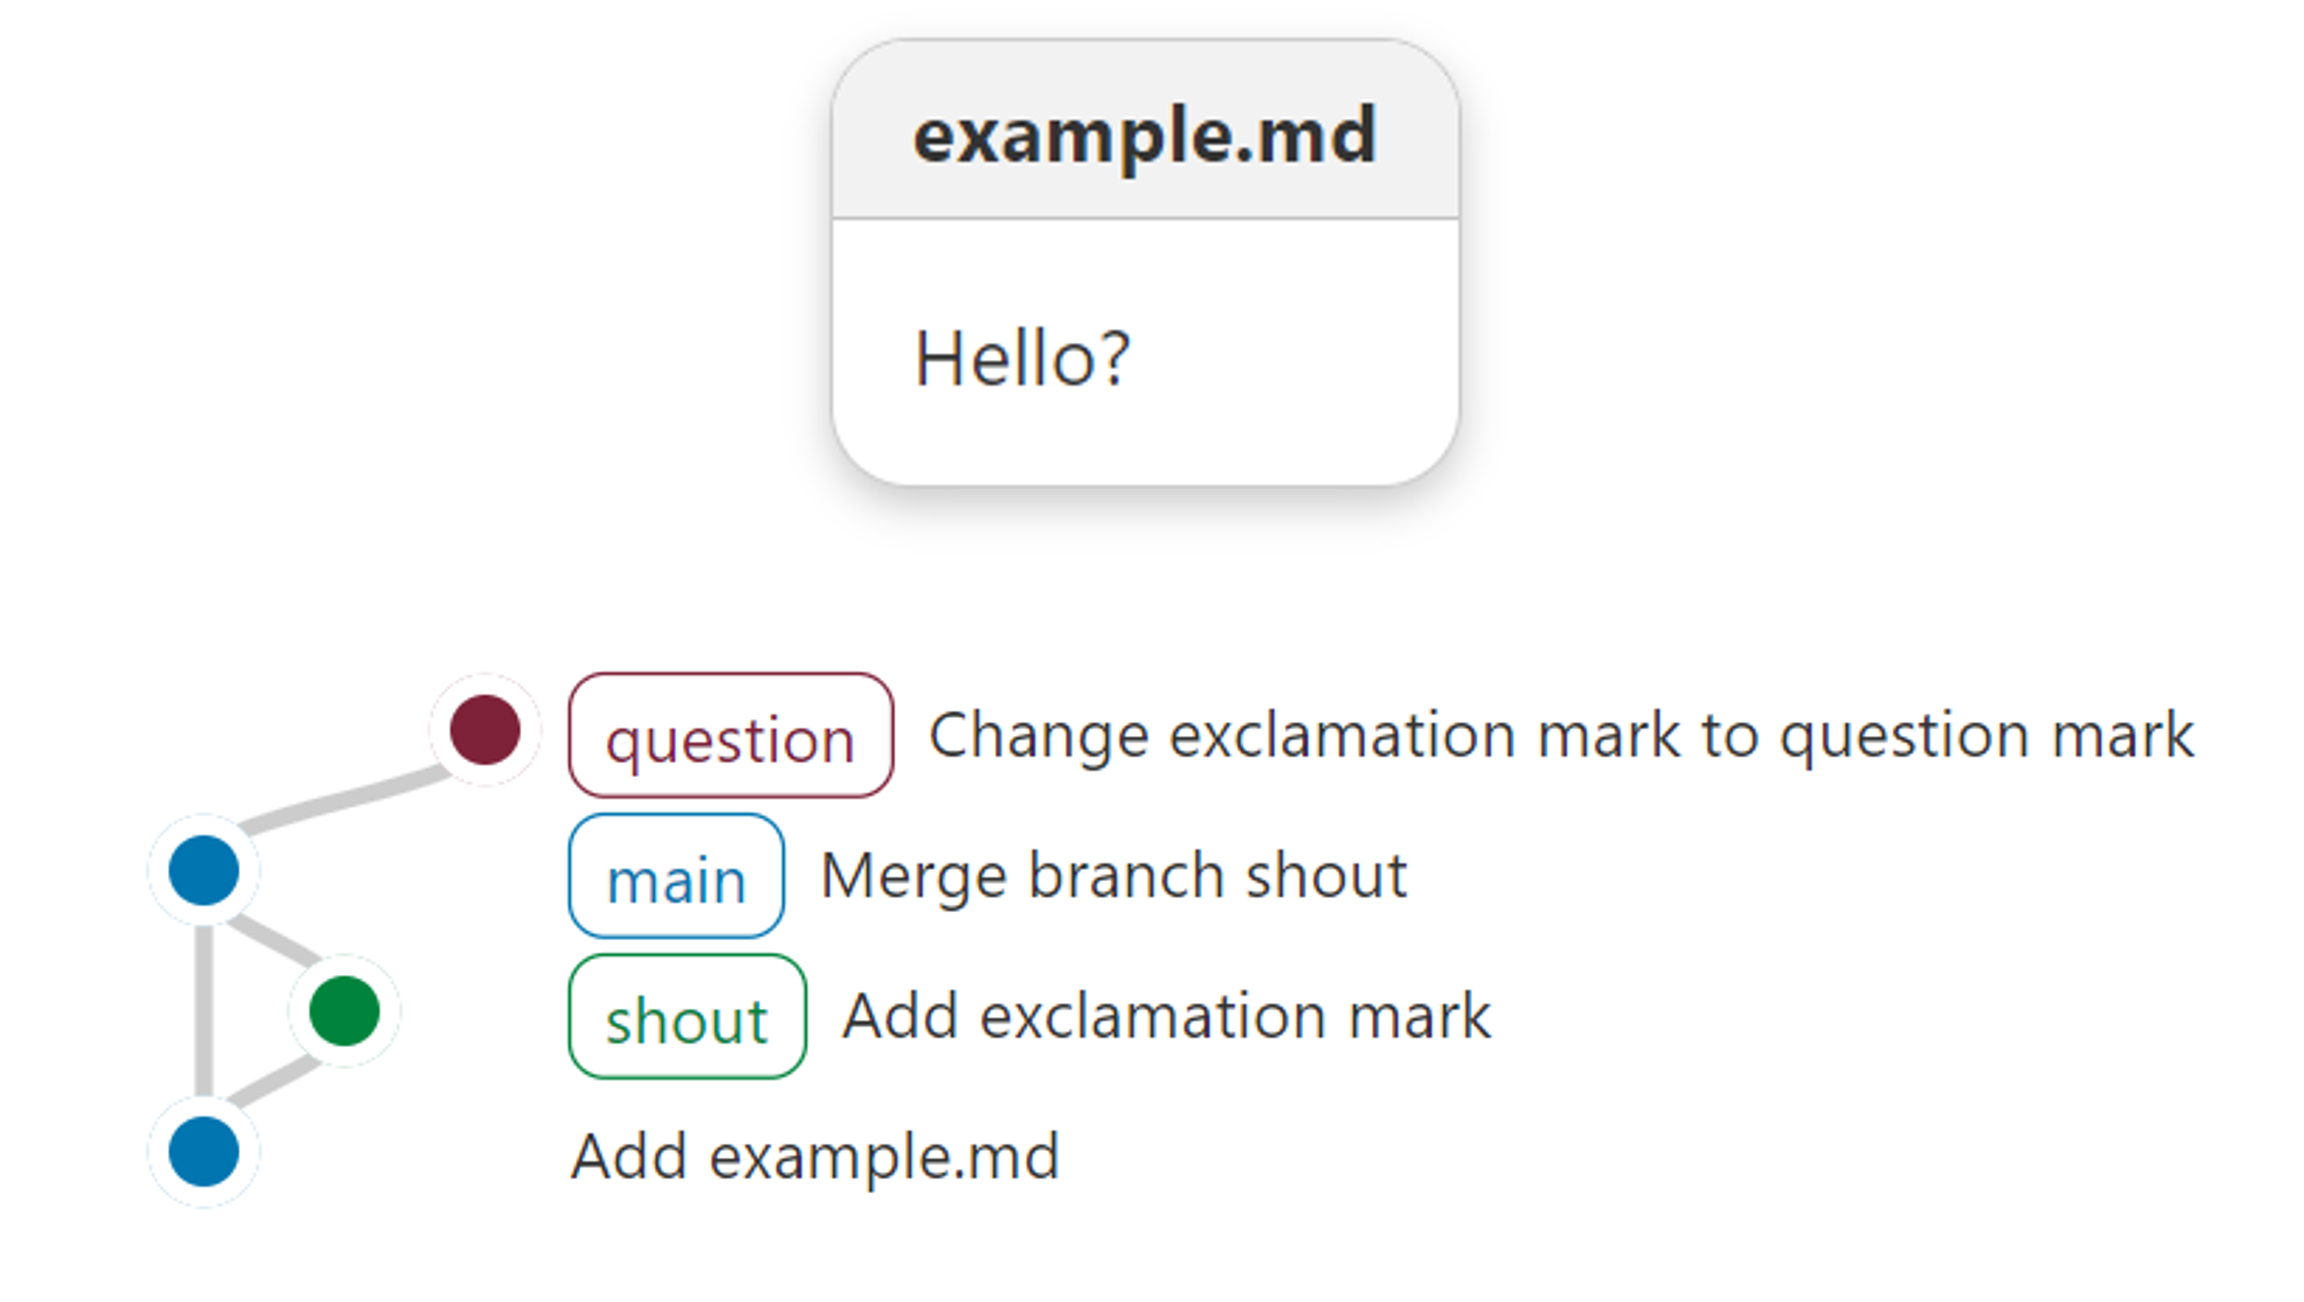 example.md
Hello?
question Change exclamation mark to question mark
main Merge branch shout
shout Add exclamation mark
Add example.md